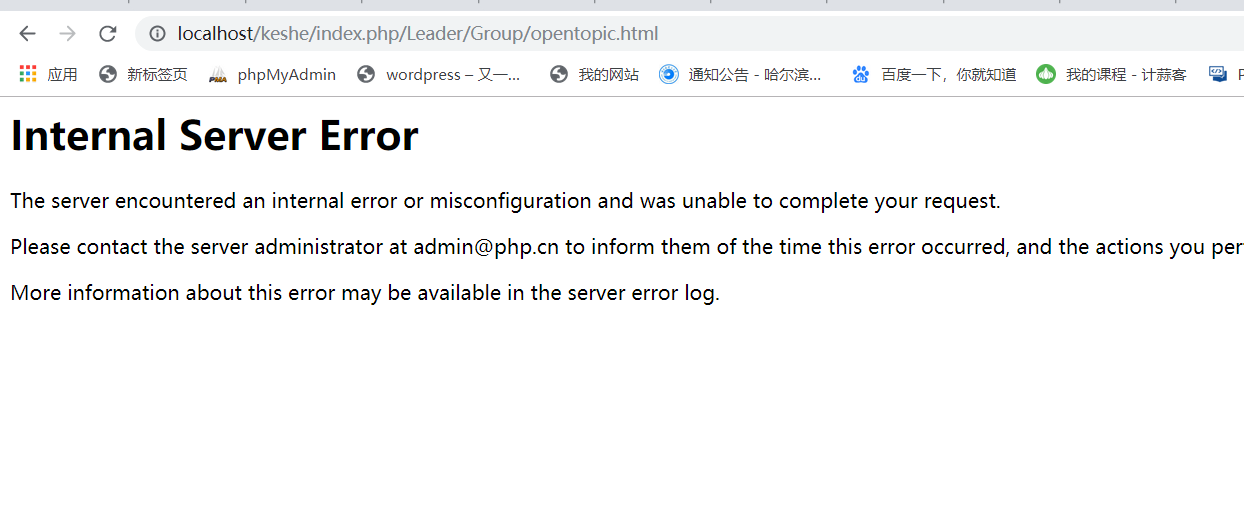 localhost/keshe/index.php/Leader/Group/opentopic.html
应用 新标签页 phpMyAdmin wordpress – 又一... 我的网站 通知公告 - 哈尔滨... 百度一下，你就知道 我的课程 - 计蒜客 P
Internal Server Error
The server encountered an internal error or misconfiguration and was unable to complete your request.
Please contact the server administrator at admin@php.cn to inform them of the time this error occurred, and the actions you per
More information about this error may be available in the server error log.